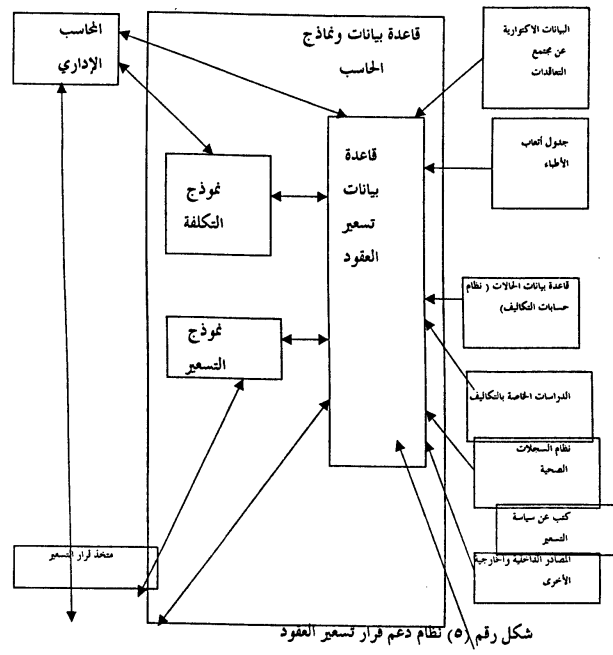 المحاسب
الإداري
قاعدة بيانات ونماذج
الحاسب
البيانات الاكتوارية
عن مجتمع
التعاقدات
جدول أتعاب
الأطباء
قاعدة
بيانات
تسعير
العقود
نموذج
التكلفة
قاعدة بيانات الحالات ( نظام
حسابات التكاليف)
نموذج
التسعير
الدراسات الخاصة بالتكاليف
نظام السجلات
الصحية
كتب عن سياسة
التسعير
المصادر الداخلية والخارجية
الأخرى
متخذ قرار التسعير
شكل رقم (٥) نظام دعم قرار تسعير العقود